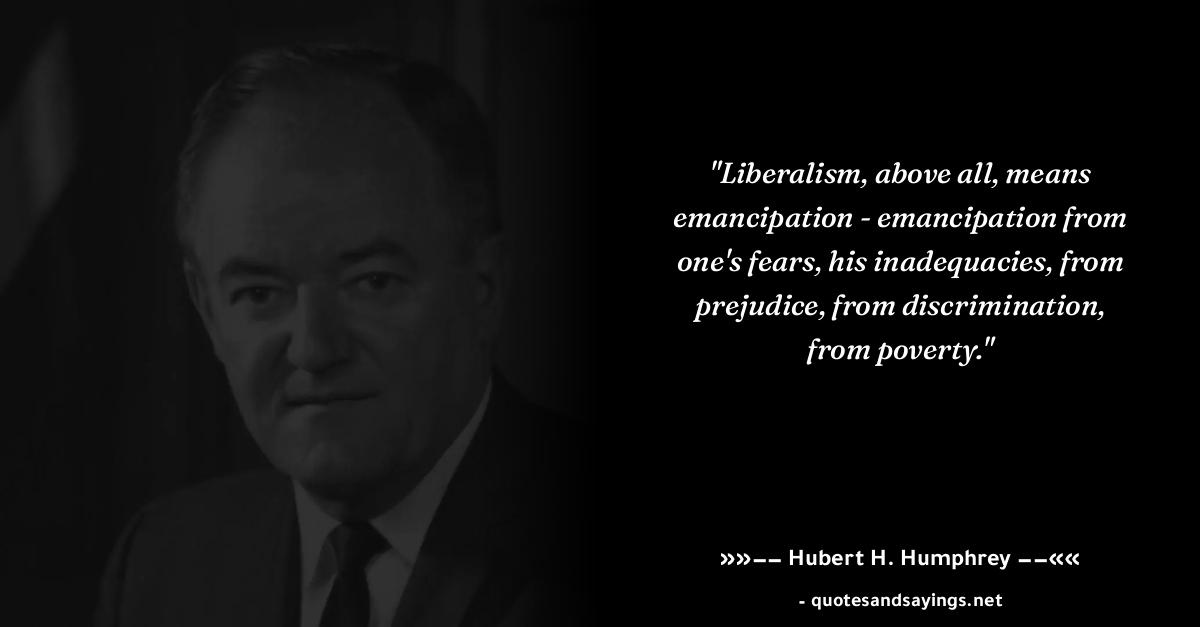 "Liberalism, above all, means
emancipation - emancipation from
one's fears, his inadequacies, from
prejudice, from discrimination,
from poverty."
»»–– Hubert H. Humphrey ––««
- quotesandsayings.net